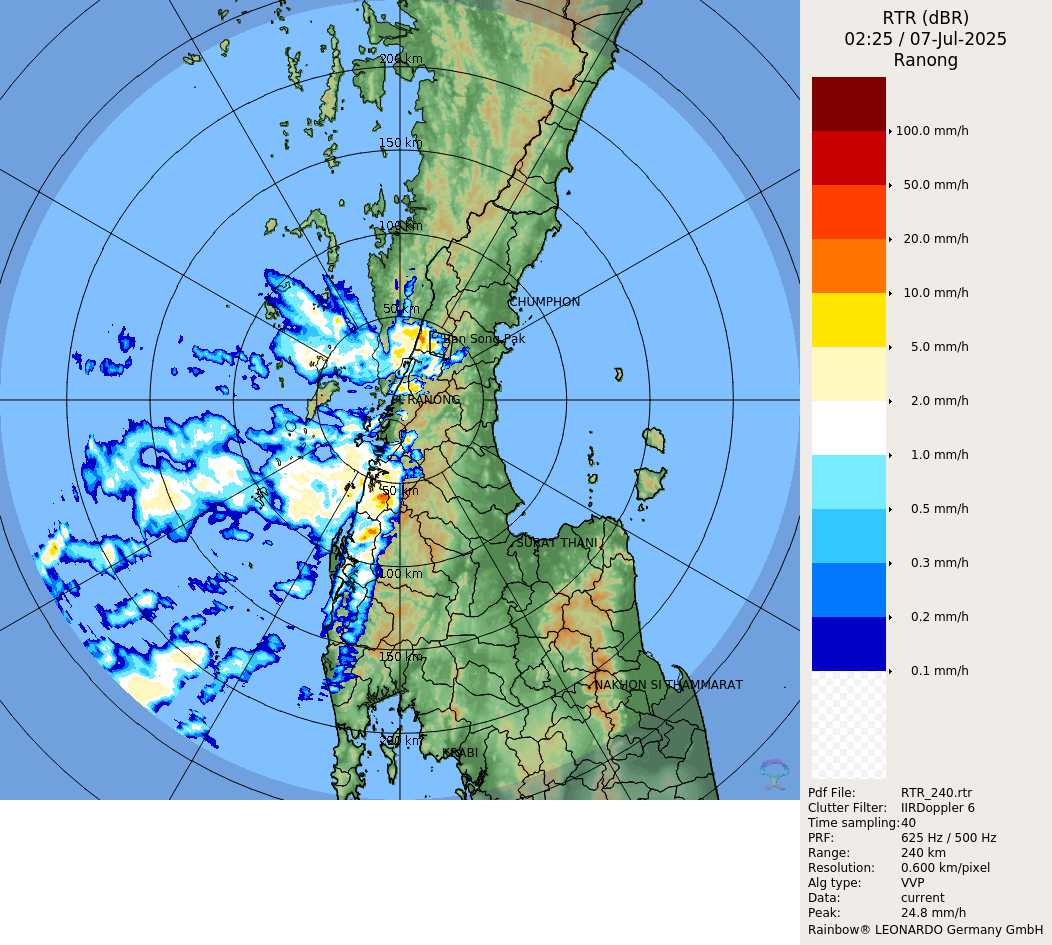 RTR (dBR)
02:25 / 07-Jul-2025
Ranong
200 km
150 km
100 km
50 km
CHUMPHON
Ban Song Pak
RANONG
50 km
SURAT THANI
100 km
150 km
NAKHON SI THAMMARAT
200 km
KRABI
100.0 mm/h
50.0 mm/h
20.0 mm/h
10.0 mm/h
5.0 mm/h
2.0 mm/h
1.0 mm/h
0.5 mm/h
0.3 mm/h
0.2 mm/h
0.1 mm/h
Pdf File: RTR_240.rtr
Clutter Filter: IIRDoppler 6
Time sampling: 40
PRF: 625 Hz / 500 Hz
Range: 240 km
Resolution: 0.600 km/pixel
Alg type: VVP
Data: current
Peak: 24.8 mm/h
Rainbow® LEONARDO Germany GmbH